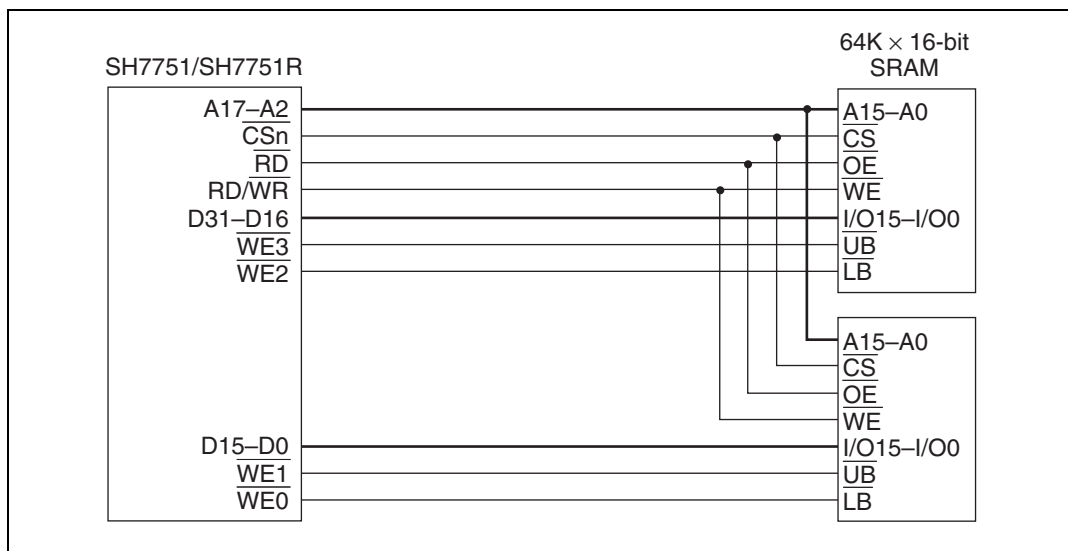 64K × 16-bit
SRAM
SH7751/SH7751R
A17–A2
CSn
RD
RD/WR
D31–D16
WE3
WE2
D15–D0
WE1
WE0
A15–A0
CS
OE
WE
I/O15–I/O0
UB
LB
A15–A0
CS
OE
WE
I/O15–I/O0
UB
LB